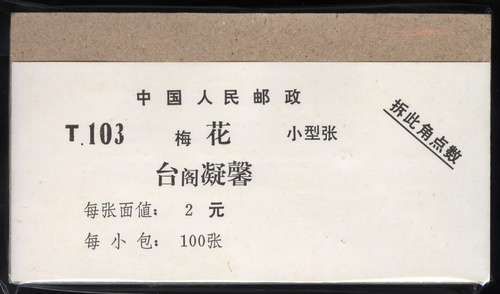 中国人民邮政
T.103 梅花 小型张
拆此角点数
台阁凝馨
每张面值： 2 元
每小包： 100张